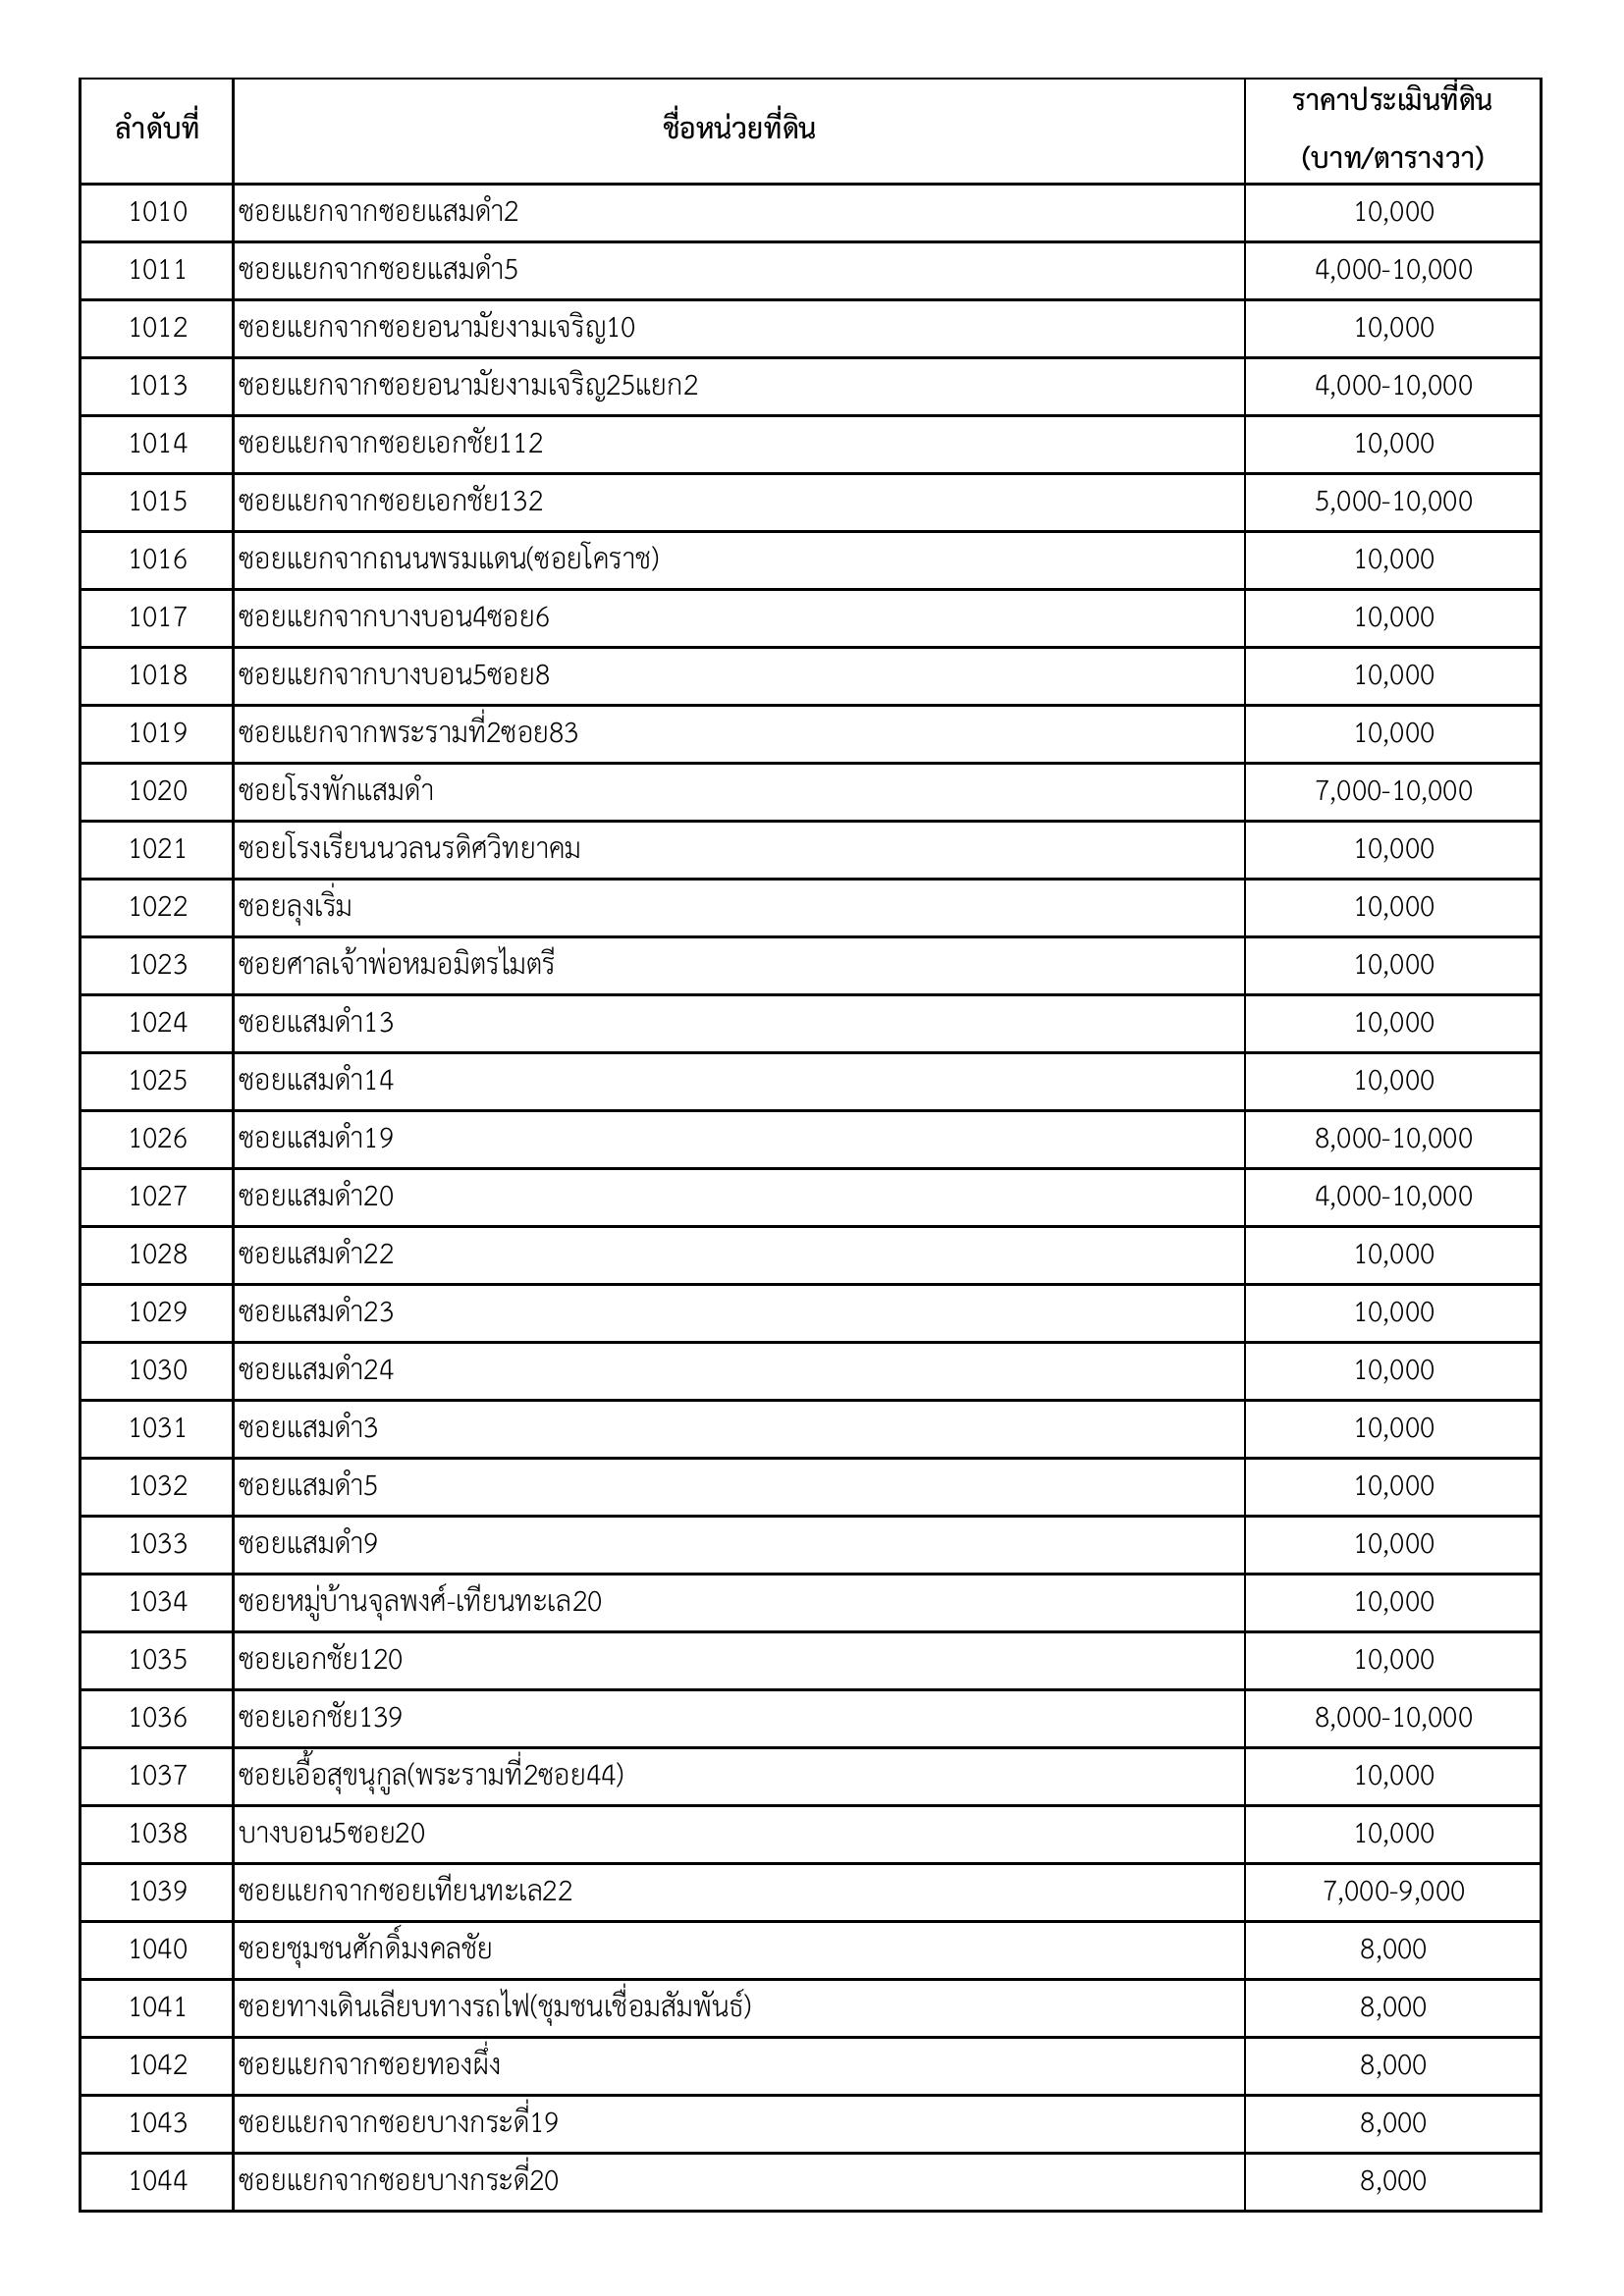 ลำดับที่ ชื่อหน่วยที่ดิน ราคาประเมินที่ดิน
(บาท/ตารางวา)
1010 ซอยแยกจากซอยแสมดำ2 10,000
1011 ซอยแยกจากซอยแสมดำ5 4,000-10,000
1012 ซอยแยกจากซอยอนามัยงามเจริญ10 10,000
1013 ซอยแยกจากซอยอนามัยงามเจริญ25แยก2 4,000-10,000
1014 ซอยแยกจากซอยเอกชัย112 10,000
1015 ซอยแยกจากซอยเอกชัย132 5,000-10,000
1016 ซอยแยกจากถนนพรมแดน(ซอยโคราช) 10,000
1017 ซอยแยกจากบางบอน4ซอย6 10,000
1018 ซอยแยกจากบางบอน5ซอย8 10,000
1019 ซอยแยกจากพระรามที่2ซอย83 10,000
1020 ซอยโรงพักแสมดำ 7,000-10,000
1021 ซอยโรงเรียนนวลนรดิศวิทยาคม 10,000
1022 ซอยลุงเริ่ม 10,000
1023 ซอยศาลเจ้าพ่อหมอมิตรไมตรี 10,000
1024 ซอยแสมดำ13 10,000
1025 ซอยแสมดำ14 10,000
1026 ซอยแสมดำ19 8,000-10,000
1027 ซอยแสมดำ20 4,000-10,000
1028 ซอยแสมดำ22 10,000
1029 ซอยแสมดำ23 10,000
1030 ซอยแสมดำ24 10,000
1031 ซอยแสมดำ3 10,000
1032 ซอยแสมดำ5 10,000
1033 ซอยแสมดำ9 10,000
1034 ซอยหมู่บ้านจุลพงศ์-เทียนทะเล20 10,000
1035 ซอยเอกชัย120 10,000
1036 ซอยเอกชัย139 8,000-10,000
1037 ซอยเอื้อสุขนุกูล(พระรามที่2ซอย44) 10,000
1038 บางบอน5ซอย20 10,000
1039 ซอยแยกจากซอยเทียนทะเล22 7,000-9,000
1040 ซอยชุมชนศักดิ์มงคลชัย 8,000
1041 ซอยทางเดินเลียบทางรถไฟ(ชุมชนเชื่อมสัมพันธ์) 8,000
1042 ซอยแยกจากซอยทองผึ่ง 8,000
1043 ซอยแยกจากซอยบางกระดี่19 8,000
1044 ซอยแยกจากซอยบางกระดี่20 8,000